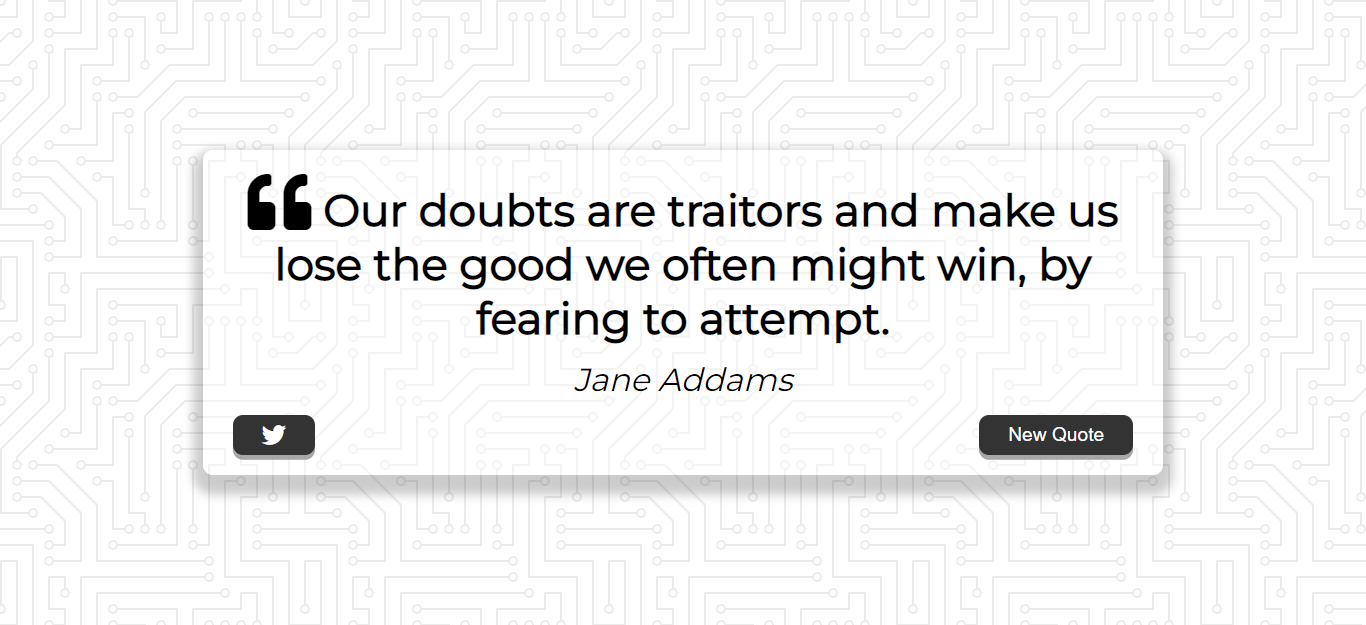 “ Our doubts are traitors and make us
lose the good we often might win, by
fearing to attempt.
Jane Addams
New Quote